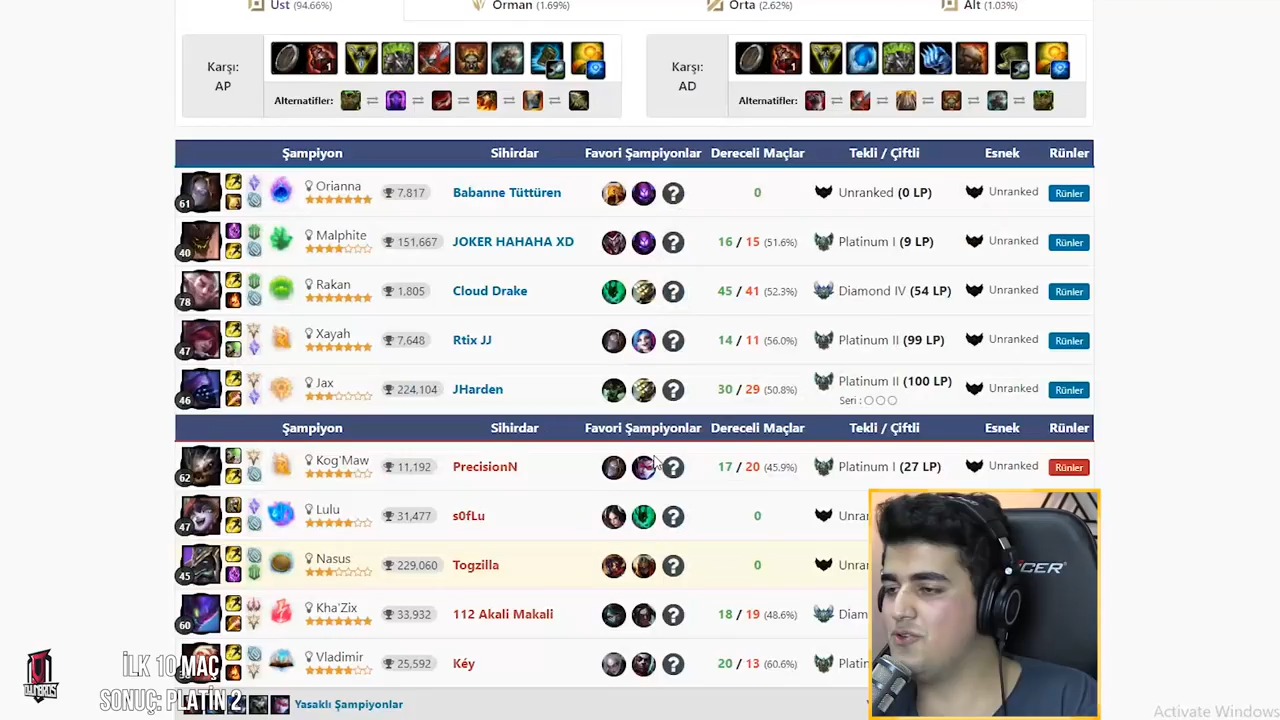 Üst (94.66%) Orman (1.69%) Orta (2.62%) Alt (1.03%)
Karşı: AP
1
Alternatifler:
Karşı: AD
1
Alternatifler:
Şampiyon Sihirdar Favori Şampiyonlar Dereceli Maçlar Tekli / Çiftli Esnek Rünler
61 Orianna 7.817 Babanne Tüttüren ? 0 Unranked (0 LP) Unranked Rünler
40 Malphite 151,667 JOKER HAHAHA XD ? 16 / 15 (51.6%) Platinum I (9 LP) Unranked Rünler
78 Rakan 1,805 Cloud Drake ? 45 / 41 (52.3%) Diamond IV (54 LP) Unranked Rünler
47 Xayah 7,648 Rtix JJ ? 14 / 11 (56.0%) Platinum II (99 LP) Unranked Rünler
46 Jax 224,104 JHarden ? 30 / 29 (50.8%) Platinum II (100 LP) Unranked Rünler
Seri :
Şampiyon Sihirdar Favori Şampiyonlar Dereceli Maçlar Tekli / Çiftli Esnek Rünler
62 Kog'Maw 11,192 PrecisionN ? 17 / 20 (45.9%) Platinum I (27 LP) Unranked Rünler
47 Lulu 31,477 s0fLu ? 0 Unra
45 Nasus 229,060 Togzilla ? 0 Unra
60 Kha'Zix 33,932 112 Akali Makali ? 18 / 19 (48.6%) Diam
Vladimir 25,592 Kéy ? 20 / 13 (60.6%) Platin
Yasaklı Şampiyonlar
İLK 10 MAÇ
SONUÇ: PLATİN 2
CER
Activate Windows